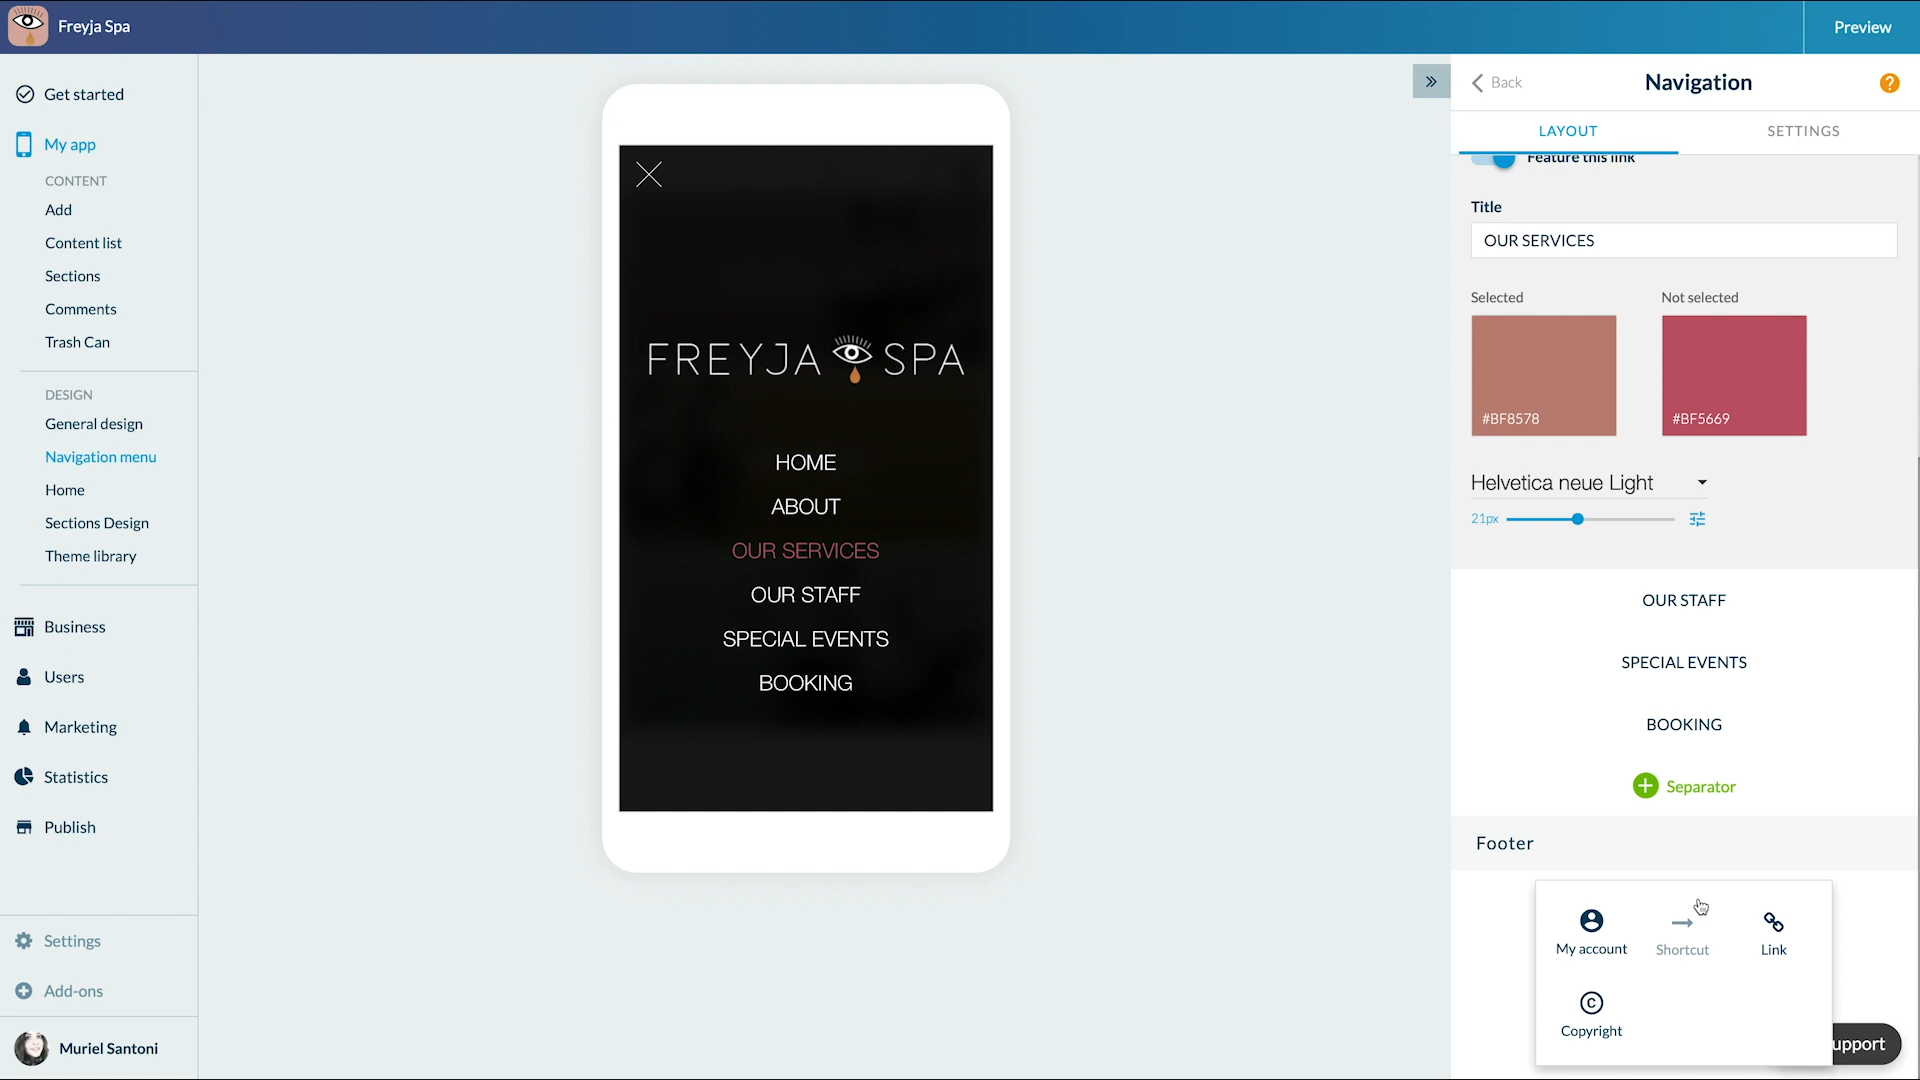 Freyja Spa
Preview
Get started
My app
CONTENT
Add
Content list
Sections
Comments
Trash Can
DESIGN
General design
Navigation menu
Home
Sections Design
Theme library
Business
Users
Marketing
Statistics
Publish
Settings
Add-ons
Muriel Santoni
FREYJA SPA
HOME
ABOUT
OUR SERVICES
OUR STAFF
SPECIAL EVENTS
BOOKING
Back
Navigation
?
LAYOUT
SETTINGS
Feature this link
Title
OUR SERVICES
Selected
Not selected
#BF8578
#BF5669
Helvetica neue Light
21px
OUR STAFF
SPECIAL EVENTS
BOOKING
Separator
Footer
My account
Shortcut
Link
Copyright
upport